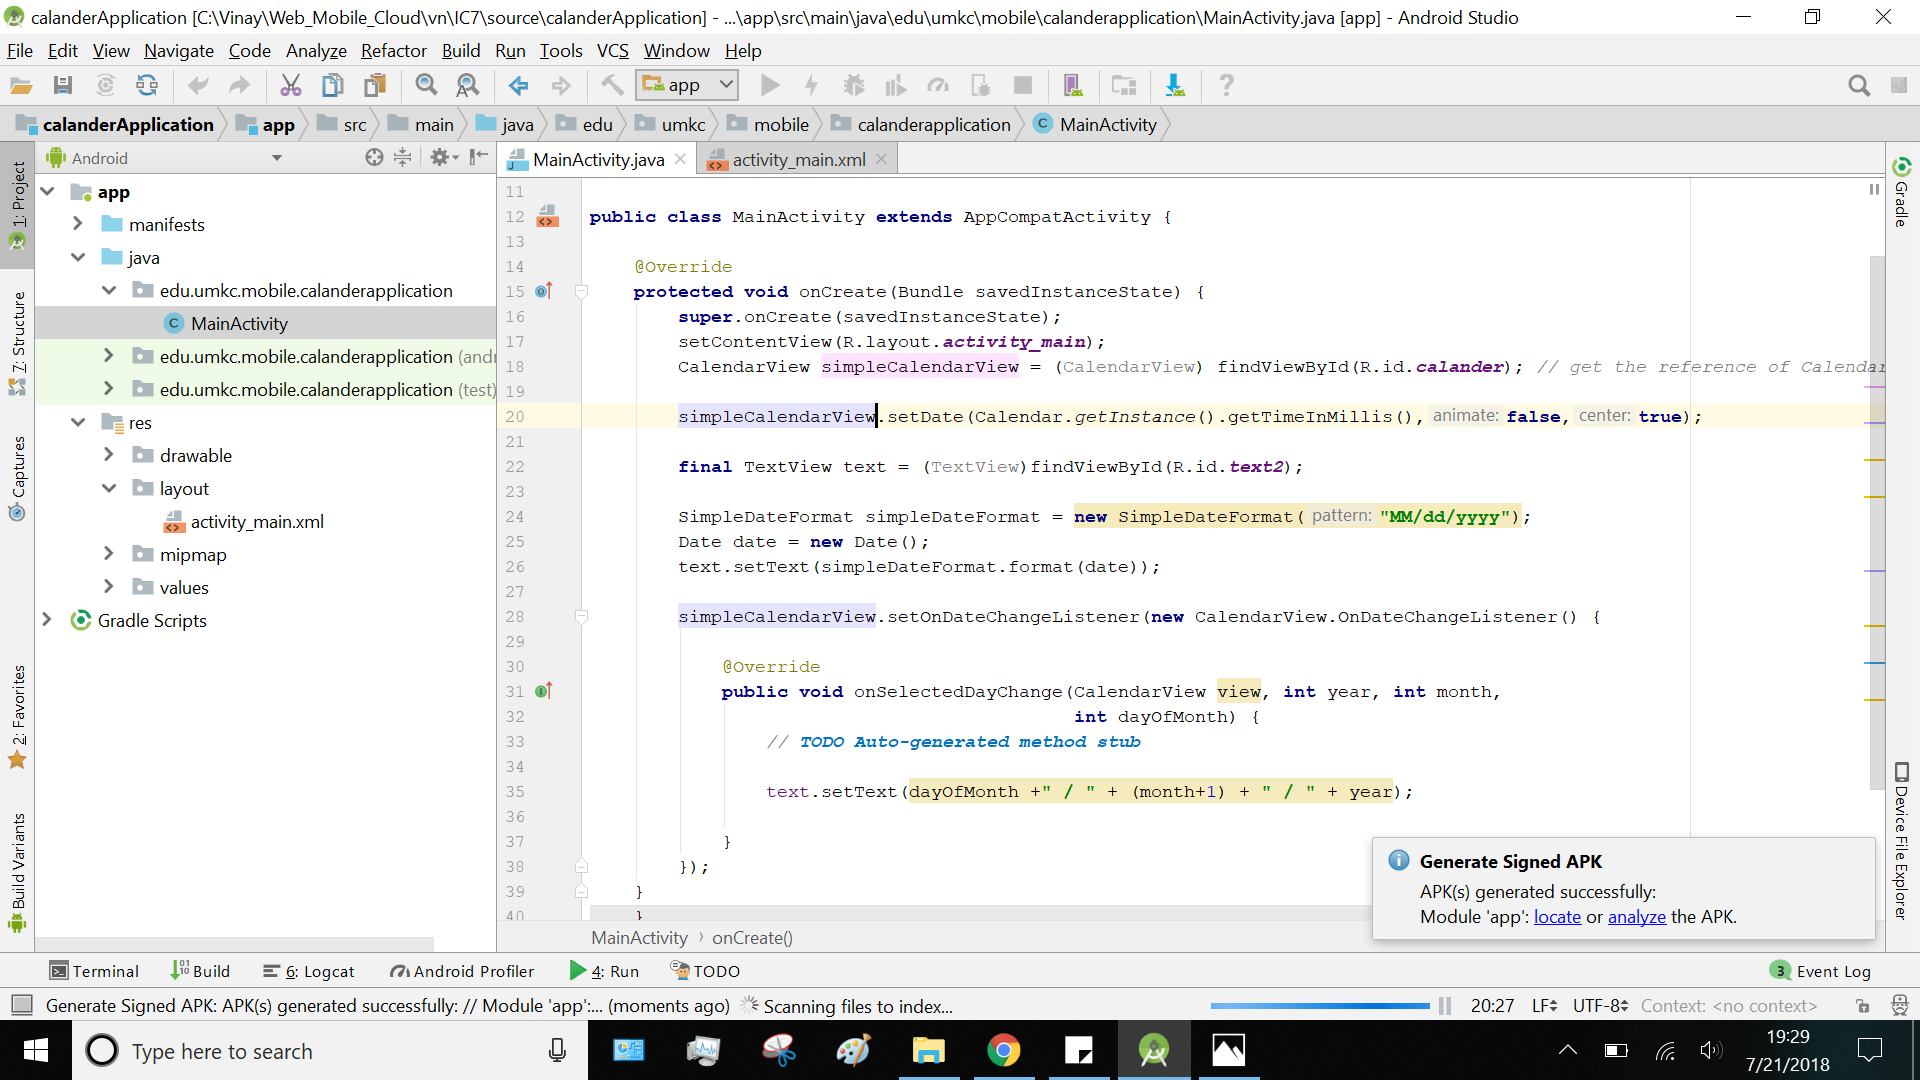 calanderApplication [C:\Vinay\Web_Mobile_Cloud\vn\IC7\source\calanderApplication] - ...\app\src\main\java\edu\umkc\mobile\calanderapplication\MainActivity.java [app] - Android Studio
File Edit View Navigate Code Analyze Refactor Build Run Tools VCS Window Help
app
calanderApplication app src main java edu umkc mobile calanderapplication MainActivity
Android
MainActivity.java activity_main.xml
1: Project
7: Structure
Captures
2: Favorites
Build Variants
app
manifests
java
edu.umkc.mobile.calanderapplication
MainActivity
edu.umkc.mobile.calanderapplication (andr
edu.umkc.mobile.calanderapplication (test)
res
drawable
layout
activity_main.xml
mipmap
values
Gradle Scripts
11
12 public class MainActivity extends AppCompatActivity {
13
14 @Override
15 protected void onCreate(Bundle savedInstanceState) {
16 super.onCreate(savedInstanceState);
17 setContentView(R.layout.activity_main);
18 CalendarView simpleCalendarView = (CalendarView) findViewById(R.id.calander); // get the reference of Calendar
19
20 simpleCalendarView.setDate(Calendar.getInstance().getTimeInMillis(), animate: false, center: true);
21
22 final TextView text = (TextView)findViewById(R.id.text2);
23
24 SimpleDateFormat simpleDateFormat = new SimpleDateFormat( pattern: "MM/dd/yyyy");
25 Date date = new Date();
26 text.setText(simpleDateFormat.format(date));
27
28 simpleCalendarView.setOnDateChangeListener(new CalendarView.OnDateChangeListener() {
29
30 @Override
31 public void onSelectedDayChange(CalendarView view, int year, int month,
32 int dayOfMonth) {
33 // TODO Auto-generated method stub
34
35 text.setText(dayOfMonth +" / " + (month+1) + " / " + year);
36
37 }
38 });
39 }
40 }
MainActivity › onCreate()
Gradle
Device File Explorer
Generate Signed APK
APK(s) generated successfully:
Module 'app': locate or analyze the APK.
Terminal Build 6: Logcat Android Profiler 4: Run TODO 3 Event Log
Generate Signed APK: APK(s) generated successfully: // Module 'app':... (moments ago) Scanning files to index... 20:27 LF UTF-8 Context: <no context>
Type here to search
19:29
7/21/2018